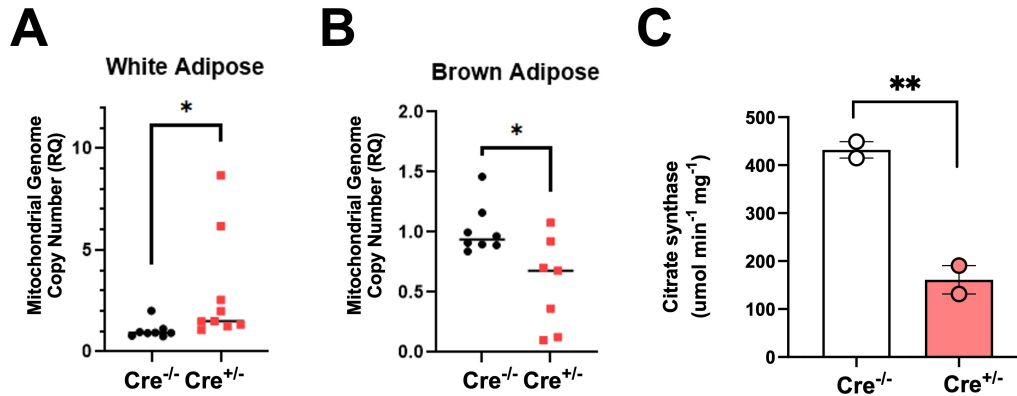 A
White Adipose
Mitochondrial Genome
Copy Number (RQ)
10
5
0
*
Cre-/- Cre+/-
B
Brown Adipose
Mitochondrial Genome
Copy Number (RQ)
2.0
1.5
1.0
0.5
0.0
*
Cre-/- Cre+/-
C
Citrate synthase
(umol min-1 mg-1)
500
400
300
200
100
0
**
Cre-/- Cre+/-